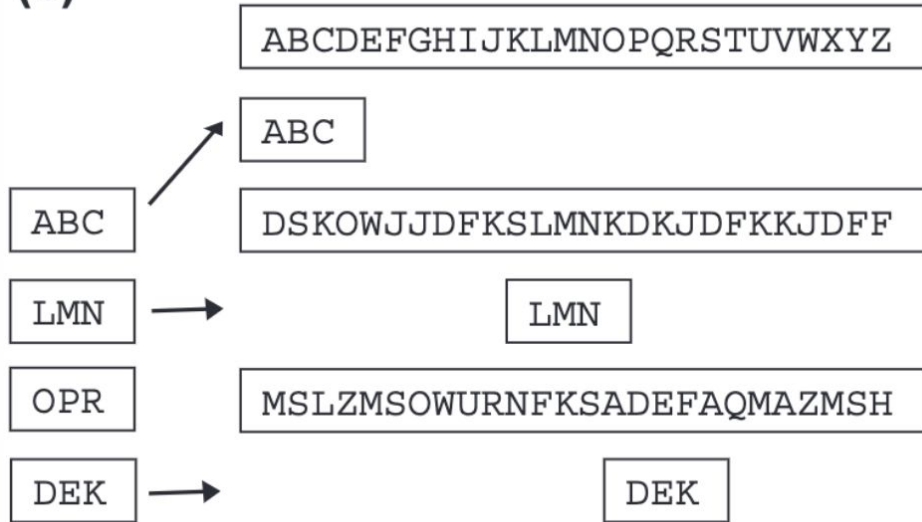 ABCDEFGHIJKLMNOPQRSTUVWXYZ
ABC
ABC
DSKOWJJDFKSLMNKDKJDFKKJDFF
LMN
LMN
OPR
MSLZMSOWURNFKSADEFAQMAZMSH
DEK
DEK